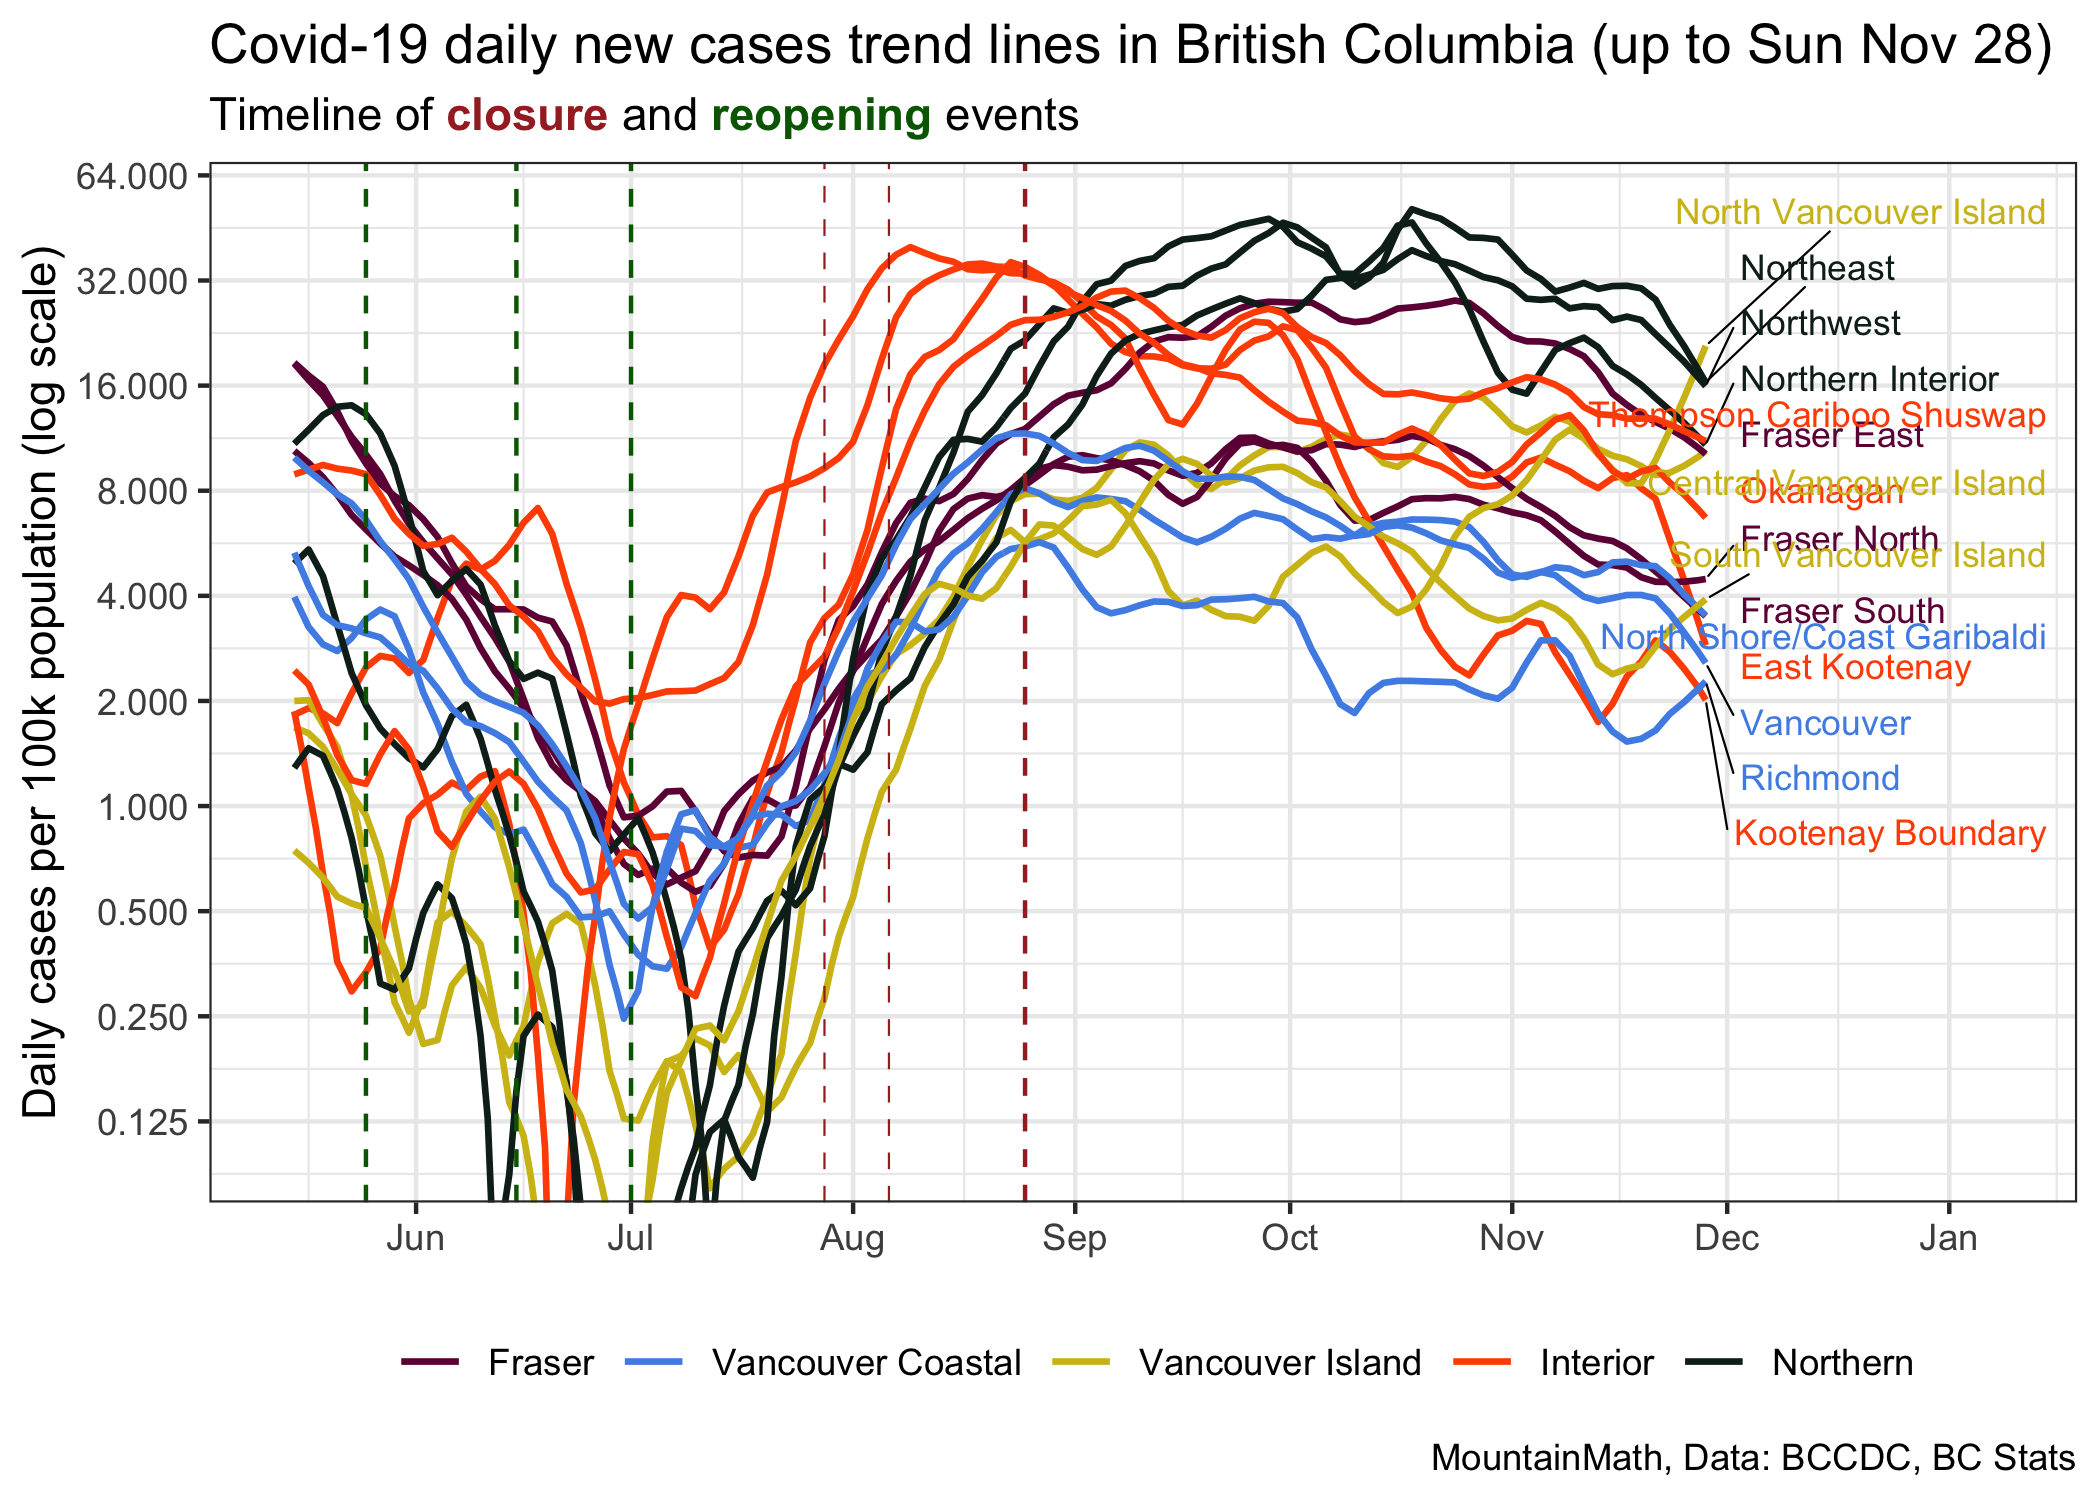 Covid-19 daily new cases trend lines in British Columbia (up to Sun Nov 28)
Timeline of closure and reopening events
Daily cases per 100k population (log scale)
64.000
32.000
16.000
8.000
4.000
2.000
1.000
0.500
0.250
0.125
North Vancouver Island
Northeast
Northwest
Northern Interior
Thompson Cariboo Shuswap
Fraser East
Central Vancouver Island
Okanagan
Fraser North
South Vancouver Island
Fraser South
North Shore/Coast Garibaldi
East Kootenay
Vancouver
Richmond
Kootenay Boundary
Jun Jul Aug Sep Oct Nov Dec Jan
Fraser Vancouver Coastal Vancouver Island Interior Northern
MountainMath, Data: BCCDC, BC Stats